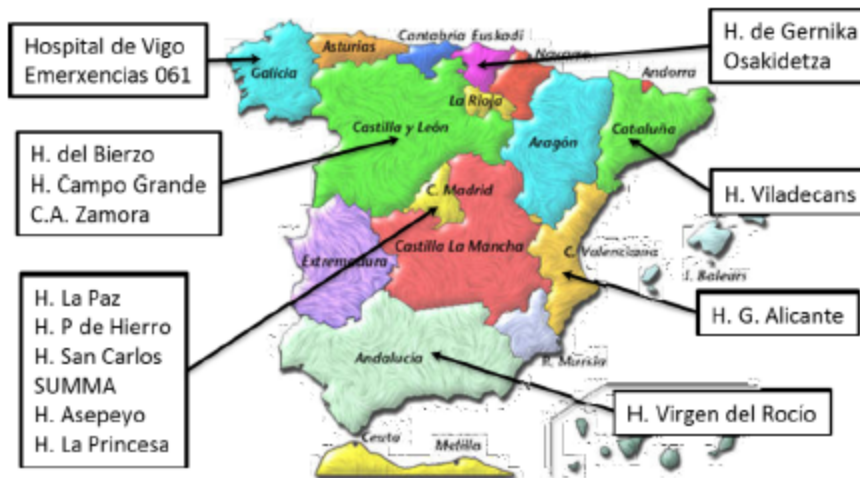 Hospital de Vigo
Emerxencias 061
H. del Bierzo
H. Campo Grande
C.A. Zamora
H. La Paz
H. P de Hierro
H. San Carlos
SUMMA
H. Asepeyo
H. La Princesa
H. de Gernika
Osakidetza
H. Viladecans
H. G. Alicante
H. Virgen del Rocío
Galicia
Asturias
Cantabria
Euskadi
Navarra
La Rioja
Castilla y León
Aragón
Andorra
Cataluña
C. Madrid
Castilla La Mancha
Extremadura
C. Valenciana
I. Balears
Andalucía
R. Murcia
Ceuta
Melilla